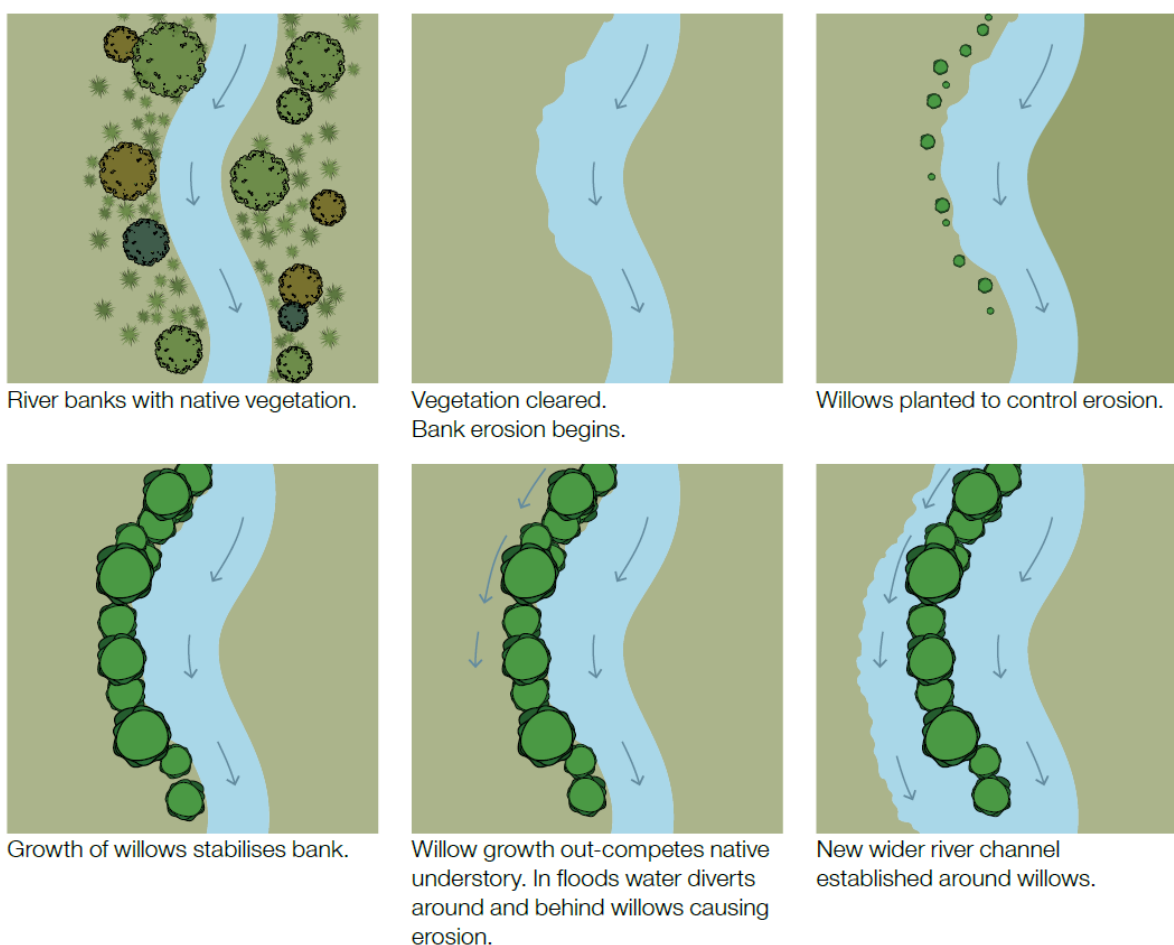 River banks with native vegetation.
Vegetation cleared.
Bank erosion begins.
Willows planted to control erosion.
Growth of willows stabilises bank.
Willow growth out-competes native
understory. In floods water diverts
around and behind willows causing
erosion.
New wider river channel
established around willows.